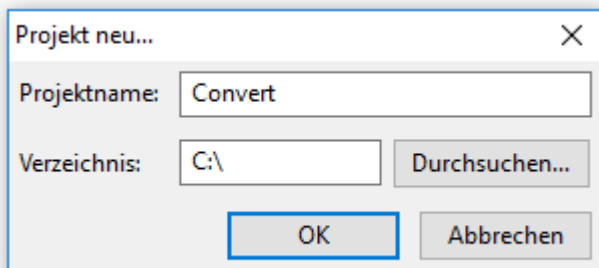 Projekt neu...
Projektname: Convert
Verzeichnis: C:\ Durchsuchen...
OK Abbrechen